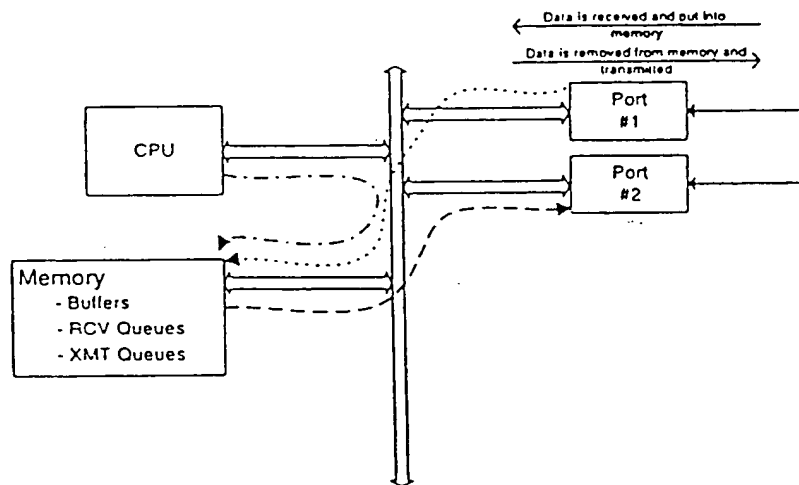 Data is received and put into
memory
Data is removed from memory and
transmitted
Port
#1
CPU
Port
#2
Memory
- Buffers
- RCV Queues
- XMT Queues